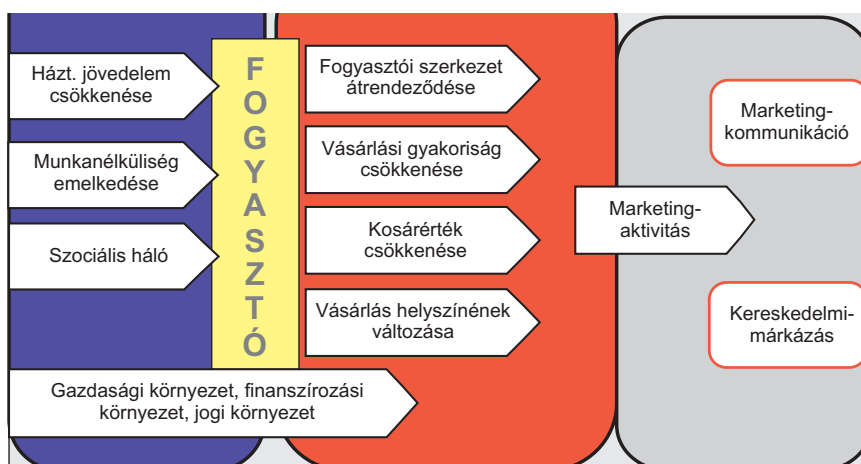 Házt. jövedelem
csökkenése
Munkanélküliség
emelkedése
Szociális háló
FOGYASZTÓ
Fogyasztói szerkezet
átrendeződése
Vásárlási gyakoriság
csökkenése
Kosárérték
csökkenése
Vásárlás helyszínének
változása
Gazdasági környezet, finanszírozási
környezet, jogi környezet
Marketing-
aktivitás
Marketing-
kommunikáció
Kereskedelmi-
márkázás